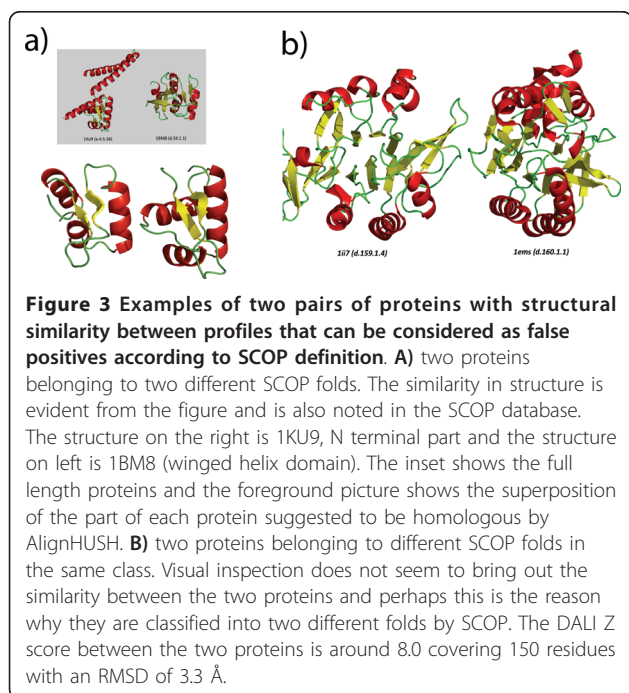 a)
b)
1KU9 (a.4.5.36)
1BM8 (d.34.1.1)
1ii7 (d.159.1.4)
1ems (d.160.1.1)
Figure 3 Examples of two pairs of proteins with structural
similarity between profiles that can be considered as false
positives according to SCOP definition. A) two proteins
belonging to two different SCOP folds. The similarity in structure is
evident from the figure and is also noted in the SCOP database.
The structure on the right is 1KU9, N terminal part and the structure
on left is 1BM8 (winged helix domain). The inset shows the full
length proteins and the foreground picture shows the superposition
of the part of each protein suggested to be homologous by
AlignHUSH. B) two proteins belonging to different SCOP folds in
the same class. Visual inspection does not seem to bring out the
similarity between the two proteins and perhaps this is the reason
why they are classified into two different folds by SCOP. The DALI Z
score between the two proteins is around 8.0 covering 150 residues
with an RMSD of 3.3 Å.